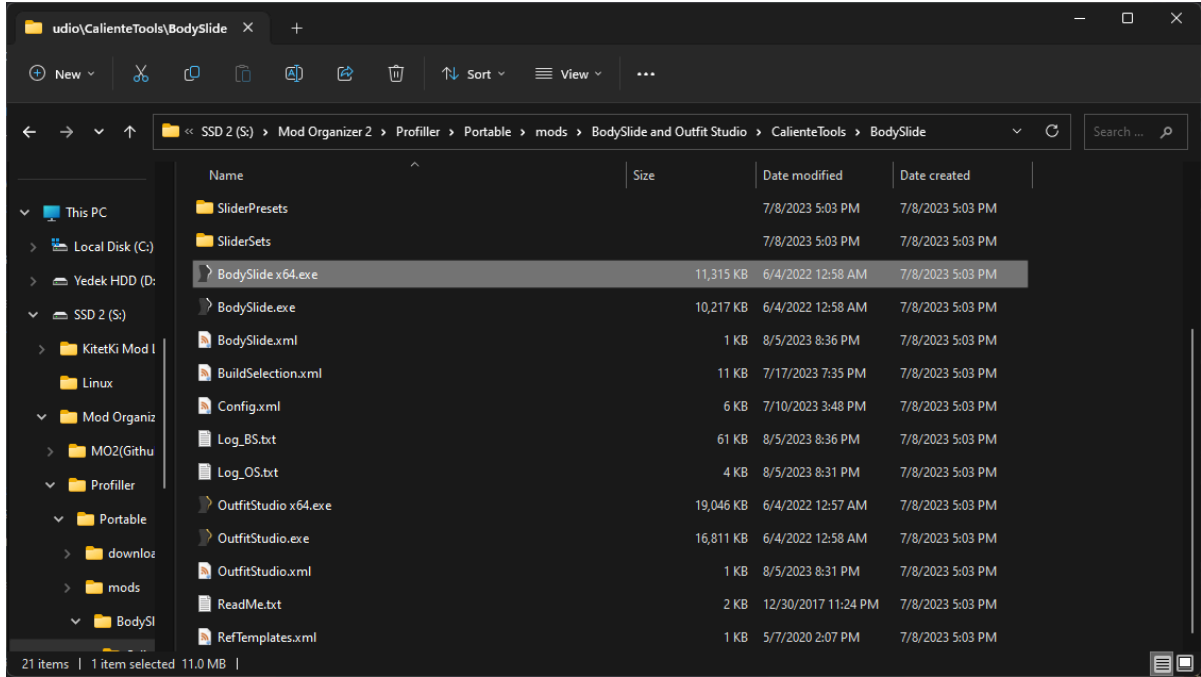 udio\CalienteTools\BodySlide
New
Sort
View
« SSD 2 (S:) > Mod Organizer 2 > Profiller > Portable > mods > BodySlide and Outfit Studio > CalienteTools > BodySlide
Search ...
Name Size Date modified Date created
This PC
Local Disk (C:)
Yedek HDD (D:
SSD 2 (S:)
KitetKi Mod L
Linux
Mod Organiz
MO2(Githu
Profiller
Portable
downloa
mods
BodySl
SliderPresets 7/8/2023 5:03 PM 7/8/2023 5:03 PM
SliderSets 7/8/2023 5:03 PM 7/8/2023 5:03 PM
BodySlide x64.exe 11,315 KB 6/4/2022 12:58 AM 7/8/2023 5:03 PM
BodySlide.exe 10,217 KB 6/4/2022 12:58 AM 7/8/2023 5:03 PM
BodySlide.xml 1 KB 8/5/2023 8:36 PM 7/8/2023 5:03 PM
BuildSelection.xml 11 KB 7/17/2023 7:35 PM 7/8/2023 5:03 PM
Config.xml 6 KB 7/10/2023 3:48 PM 7/8/2023 5:03 PM
Log_BS.txt 61 KB 8/5/2023 8:36 PM 7/8/2023 5:03 PM
Log_OS.txt 4 KB 8/5/2023 8:31 PM 7/8/2023 5:03 PM
OutfitStudio x64.exe 19,046 KB 6/4/2022 12:57 AM 7/8/2023 5:03 PM
OutfitStudio.exe 16,811 KB 6/4/2022 12:58 AM 7/8/2023 5:03 PM
OutfitStudio.xml 1 KB 8/5/2023 8:31 PM 7/8/2023 5:03 PM
ReadMe.txt 2 KB 12/30/2017 11:24 PM 7/8/2023 5:03 PM
RefTemplates.xml 1 KB 5/7/2020 2:07 PM 7/8/2023 5:03 PM
21 items | 1 item selected 11.0 MB |